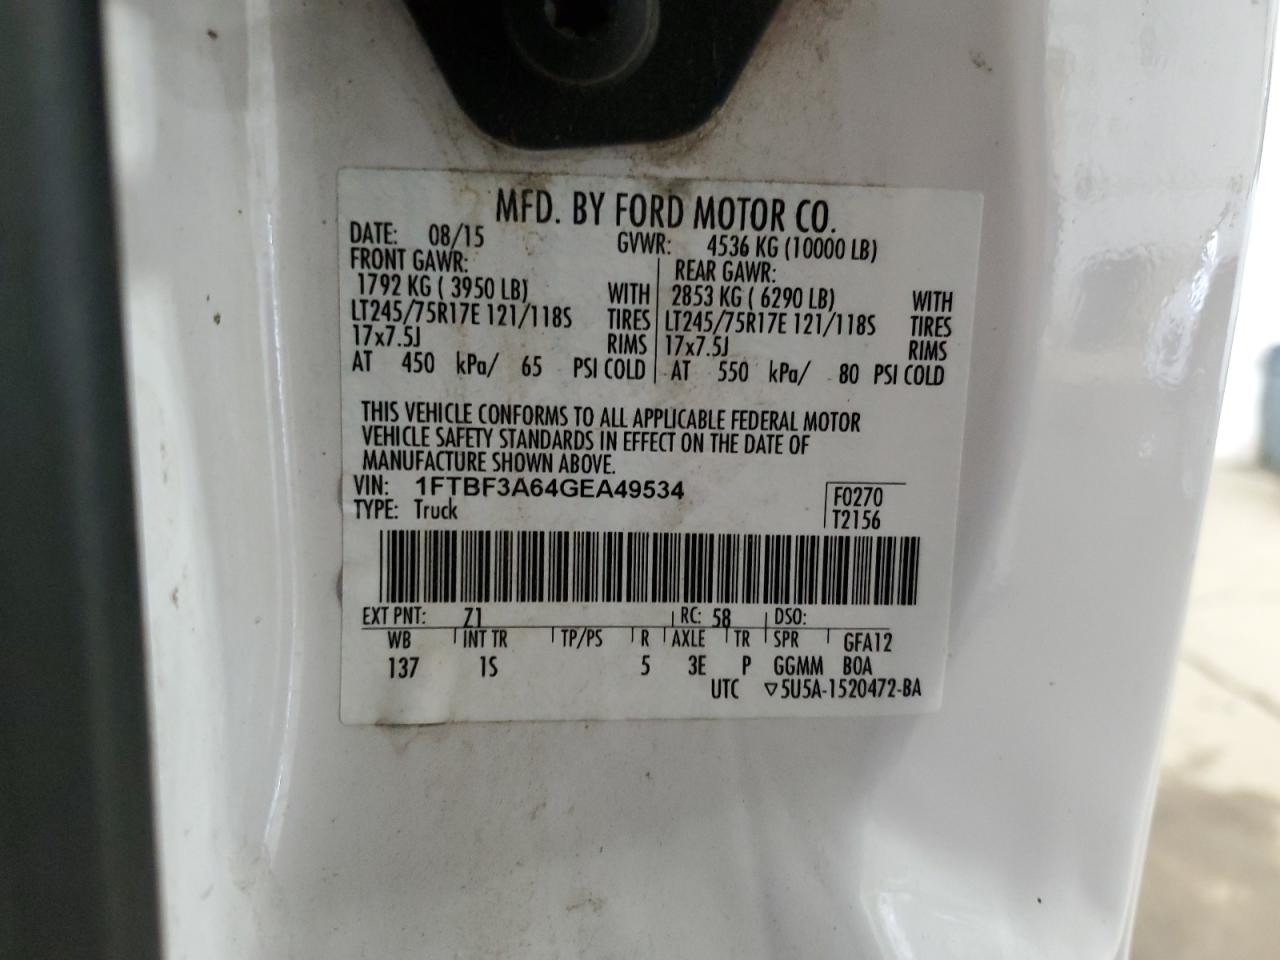 MFD. BY FORD MOTOR CO.
DATE: 08/15 GVWR: 4536 KG (10000 LB)
FRONT GAWR: REAR GAWR:
1792 KG ( 3950 LB) WITH 2853 KG ( 6290 LB) WITH
LT245/75R17E 121/118S TIRES LT245/75R17E 121/118S TIRES
17x7.5J RIMS 17x7.5J RIMS
AT 450 kPa/ 65 PSI COLD AT 550 kPa/ 80 PSI COLD
THIS VEHICLE CONFORMS TO ALL APPLICABLE FEDERAL MOTOR
VEHICLE SAFETY STANDARDS IN EFFECT ON THE DATE OF
MANUFACTURE SHOWN ABOVE.
VIN: 1FTBF3A64GEA49534 F0270
TYPE: Truck T2156
EXT PNT: Z1 RC: 58 DSO:
WB INT TR TP/PS R AXLE TR SPR GFA12
137 1S 5 3E P GGMM BOA
UTC ▽5U5A-1520472-BA